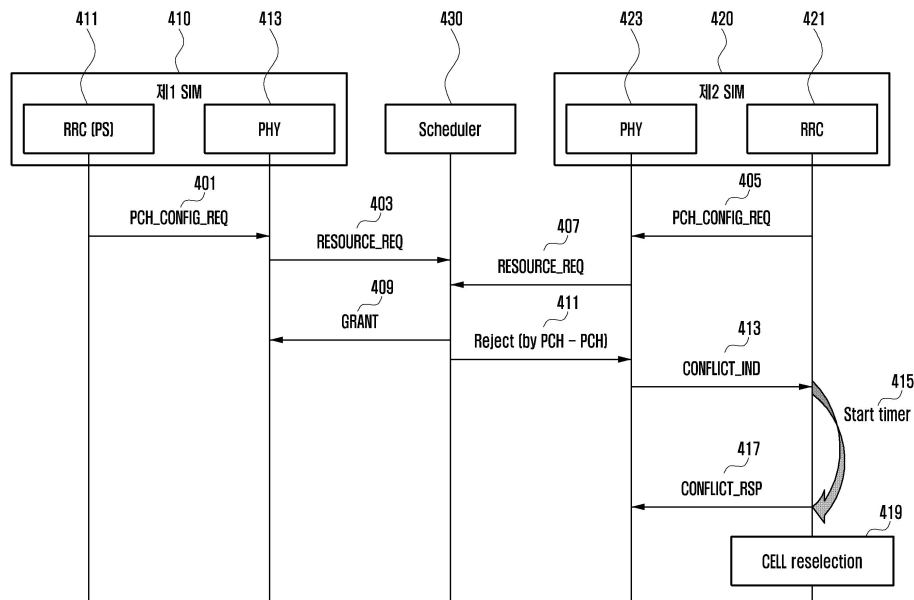 411
410
413
430
423
420
421
제1 SIM
제2 SIM
RRC (PS)
PHY
Scheduler
PHY
RRC
401
PCH_CONFIG_REQ
405
PCH_CONFIG_REQ
403
RESOURCE_REQ
407
RESOURCE_REQ
409
GRANT
411
Reject (by PCH – PCH)
413
CONFLICT_IND
415
Start timer
417
CONFLICT_RSP
419
CELL reselection